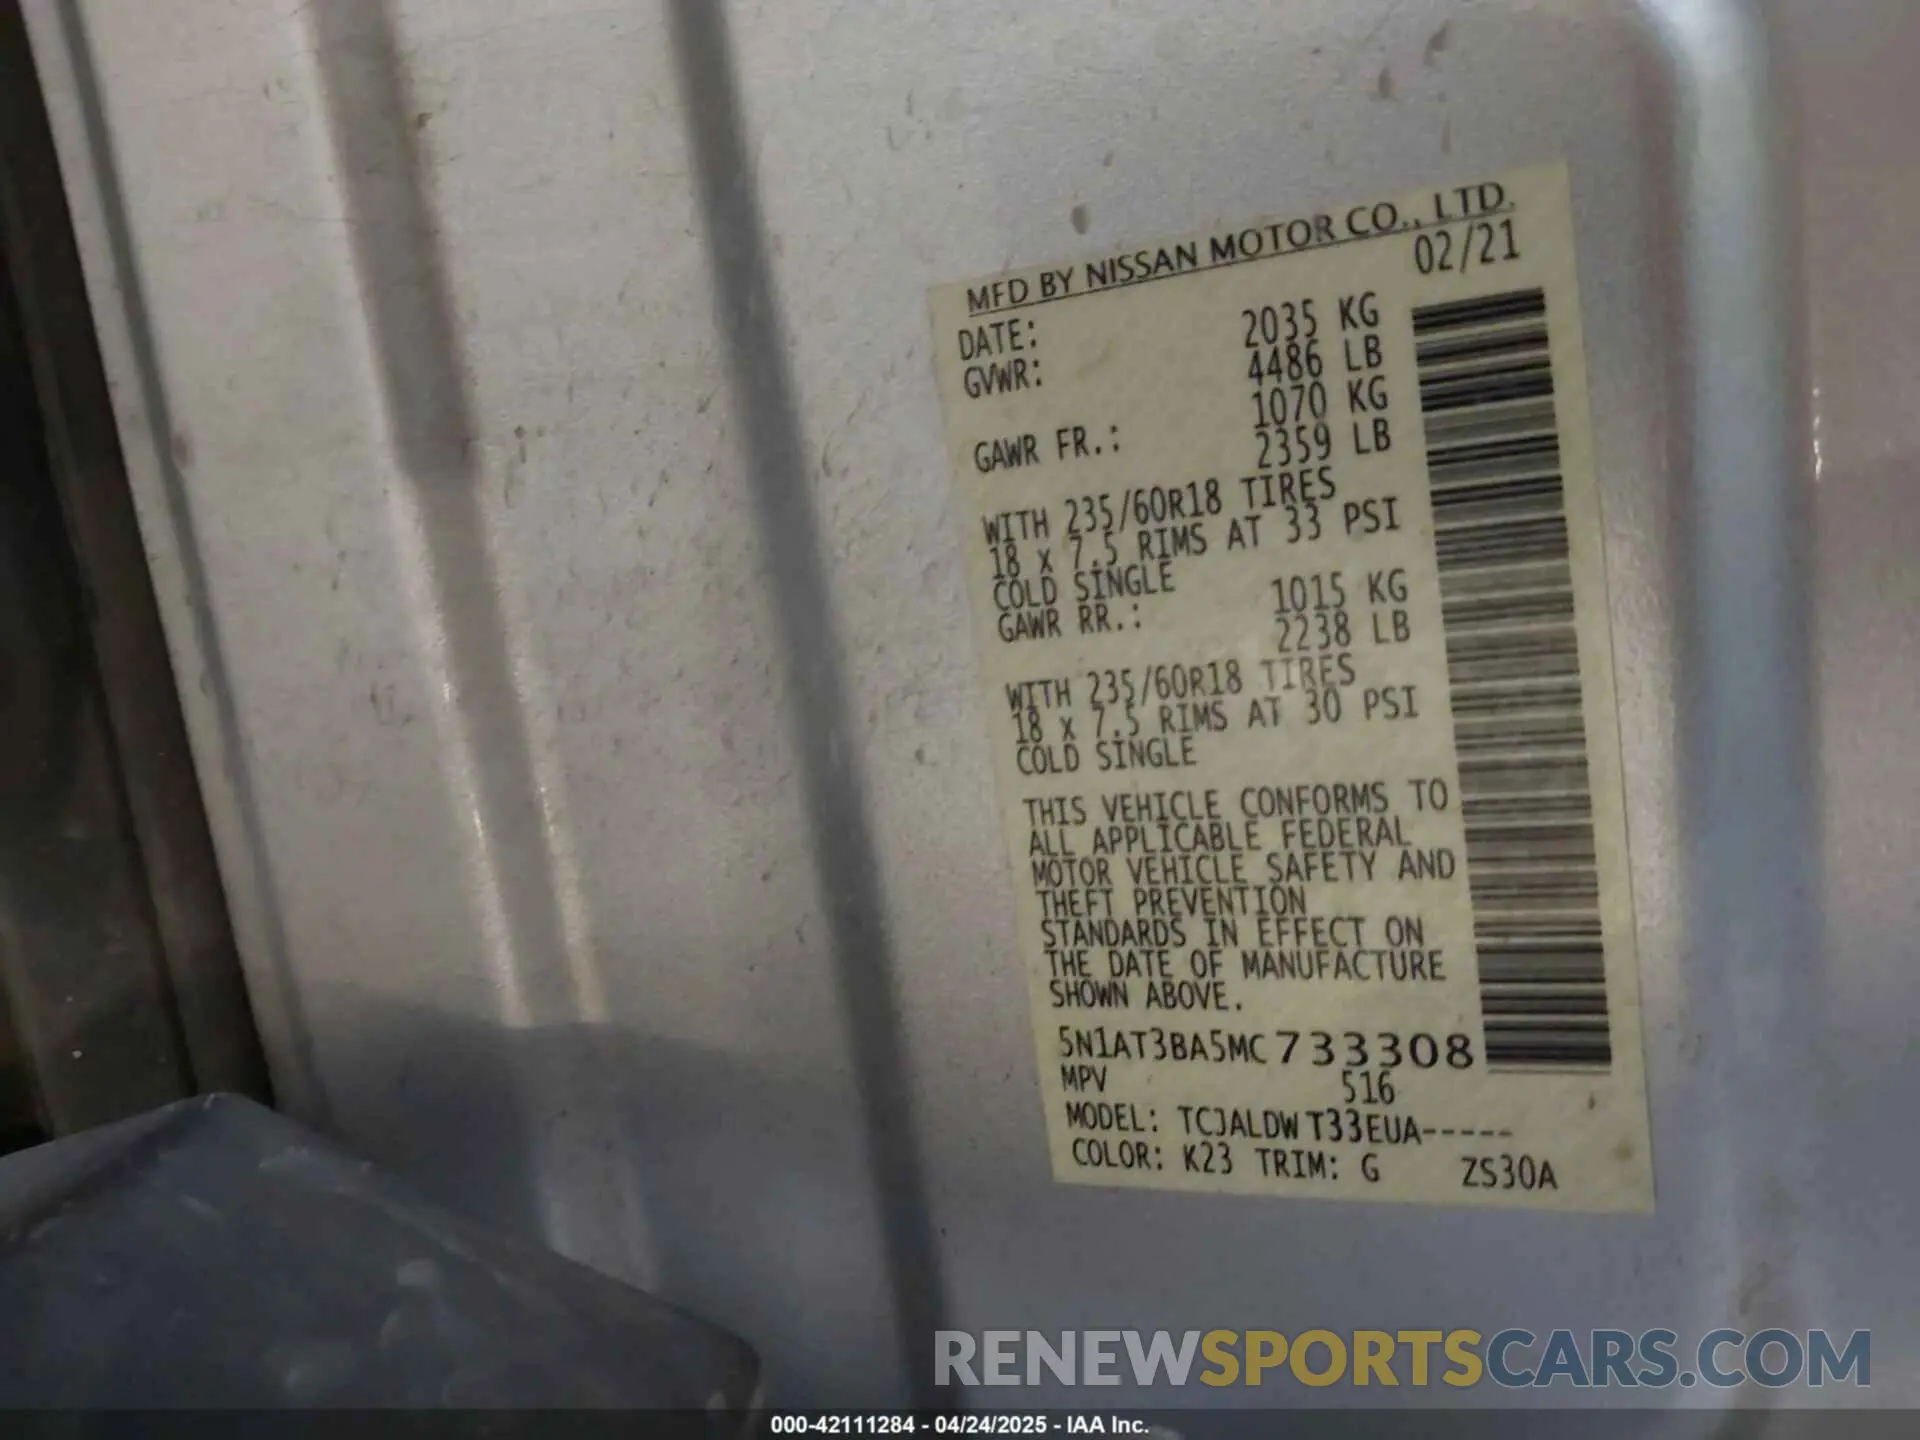 MFD BY NISSAN MOTOR CO., LTD.
DATE: 02/21
GVWR: 2035 KG
4486 LB
GAWR FR.: 1070 KG
2359 LB
WITH 235/60R18 TIRES
18 x 7.5 RIMS AT 33 PSI
COLD SINGLE
GAWR RR.: 1015 KG
2238 LB
WITH 235/60R18 TIRES
18 x 7.5 RIMS AT 30 PSI
COLD SINGLE
THIS VEHICLE CONFORMS TO
ALL APPLICABLE FEDERAL
MOTOR VEHICLE SAFETY AND
THEFT PREVENTION
STANDARDS IN EFFECT ON
THE DATE OF MANUFACTURE
SHOWN ABOVE.
5N1AT3BA5MC733308
MPV 516
MODEL: TCJALDW T33EUA-----
COLOR: K23 TRIM: G ZS30A
RENEWSPORTSCARS.COM
000-42111284 - 04/24/2025 - IAA Inc.